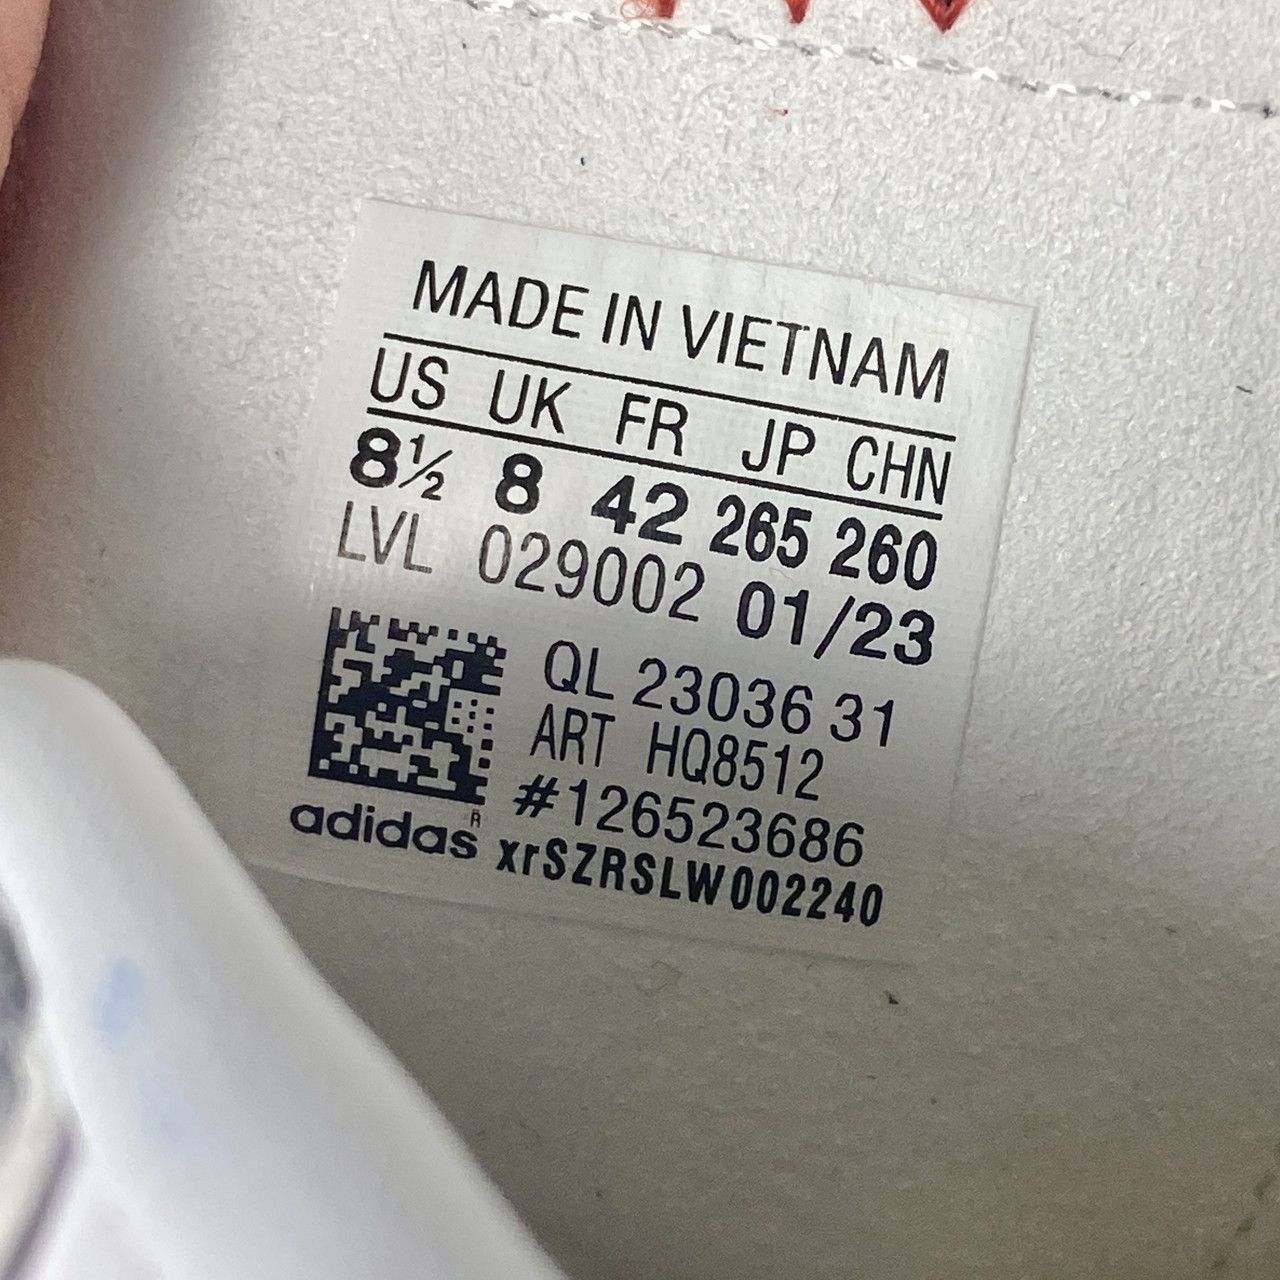 MADE IN VIETNAM
US UK FR JP CHN
8½ 8 42 265 260
LVL 029002 01/23
QL 23036 31
ART HQ8512
#126523686
adidas® xrSZRSLW002240